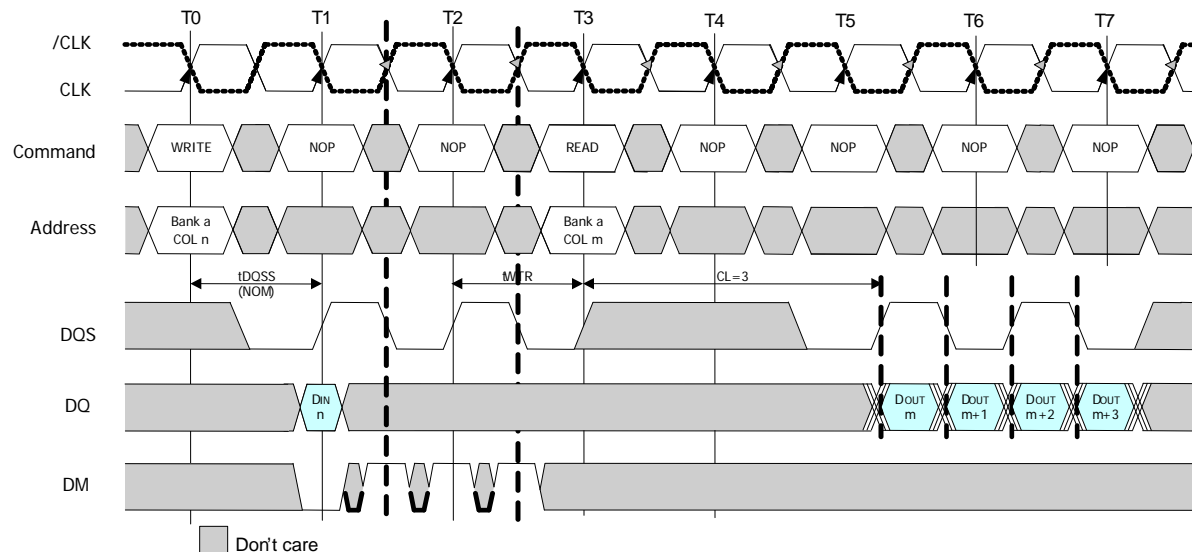 T0 T1 T2 T3 T4 T5 T6 T7
/CLK
CLK
Command WRITE NOP NOP READ NOP NOP NOP NOP
Address Bank a COL n Bank a COL m
tDQSS (NOM) tWTR CL=3
DQS
DQ DIN n DOUT m DOUT m+1 DOUT m+2 DOUT m+3
DM
Don't care